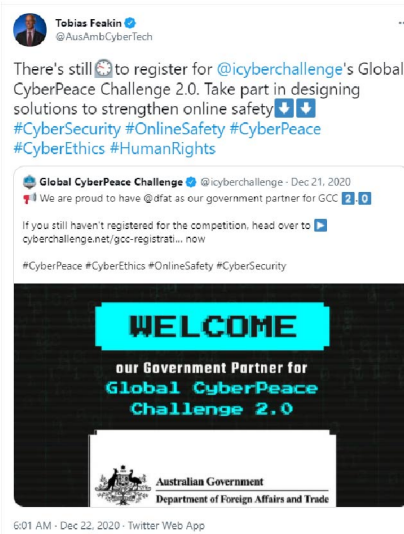 Tobias Feakin
@AusAmbCyberTech
There's still🕒to register for @icyberchallenge's Global
CyberPeace Challenge 2.0. Take part in designing
solutions to strengthen online safety⬇️⬇️
#CyberSecurity #OnlineSafety #CyberPeace
#CyberEthics #HumanRights
Global CyberPeace Challenge @icyberchallenge · Dec 21, 2020
📢 We are proud to have @dfat as our government partner for GCC 2️⃣.0️⃣
If you still haven't registered for the competition, head over to ▶️
cyberchallenge.net/gcc-registrati... now
#CyberPeace #CyberEthics #OnlineSafety #CyberSecurity
WELCOME
our Government Partner for
Global CyberPeace
Challenge 2.0
Australian Government
Department of Foreign Affairs and Trade
6:01 AM · Dec 22, 2020 · Twitter Web App